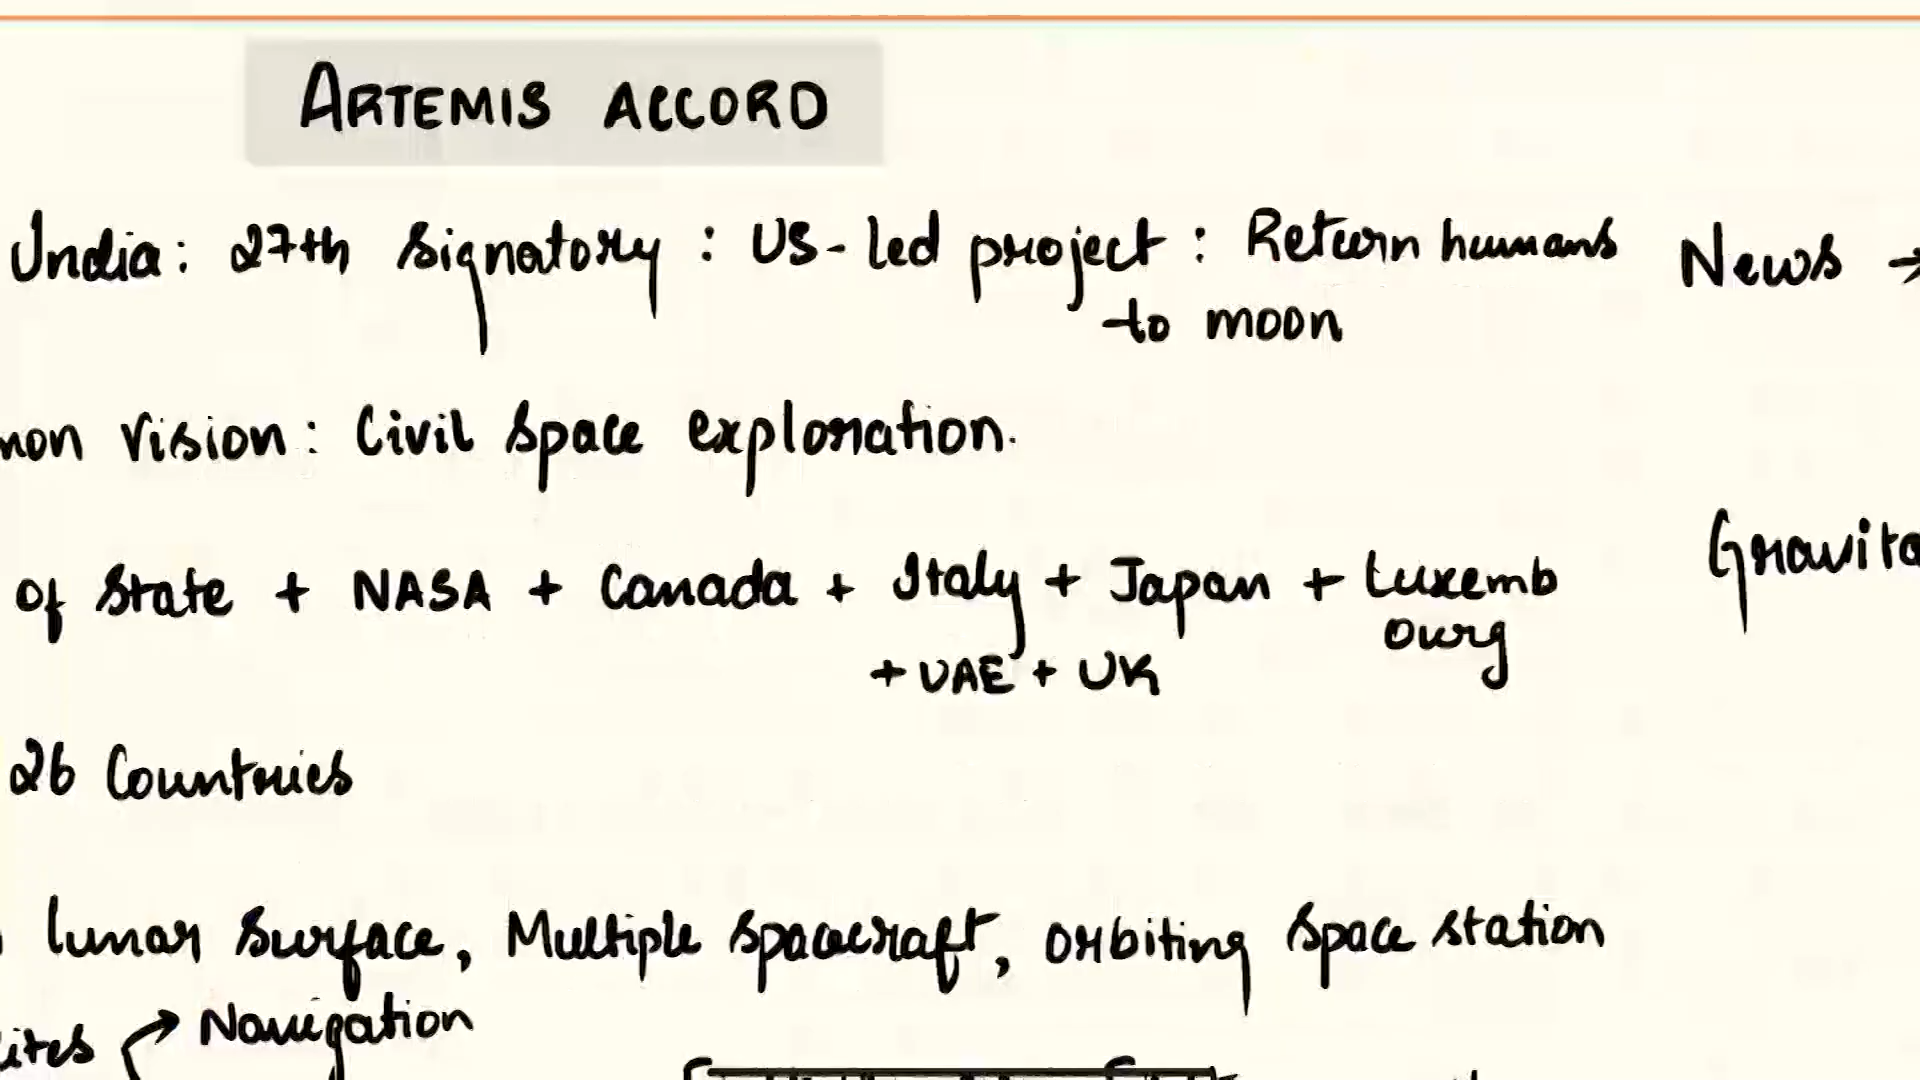 ARTEMIS ACCORD
India: 27th signatory : US-led project : Return humans
to moon
News →
vision: Civil space exploration.
of state + NASA + Canada + Italy + Japan + Luxemb
ourg
+ UAE + UK
26 Countries
lunar surface, Multiple spacecraft, orbiting space station
Navigation